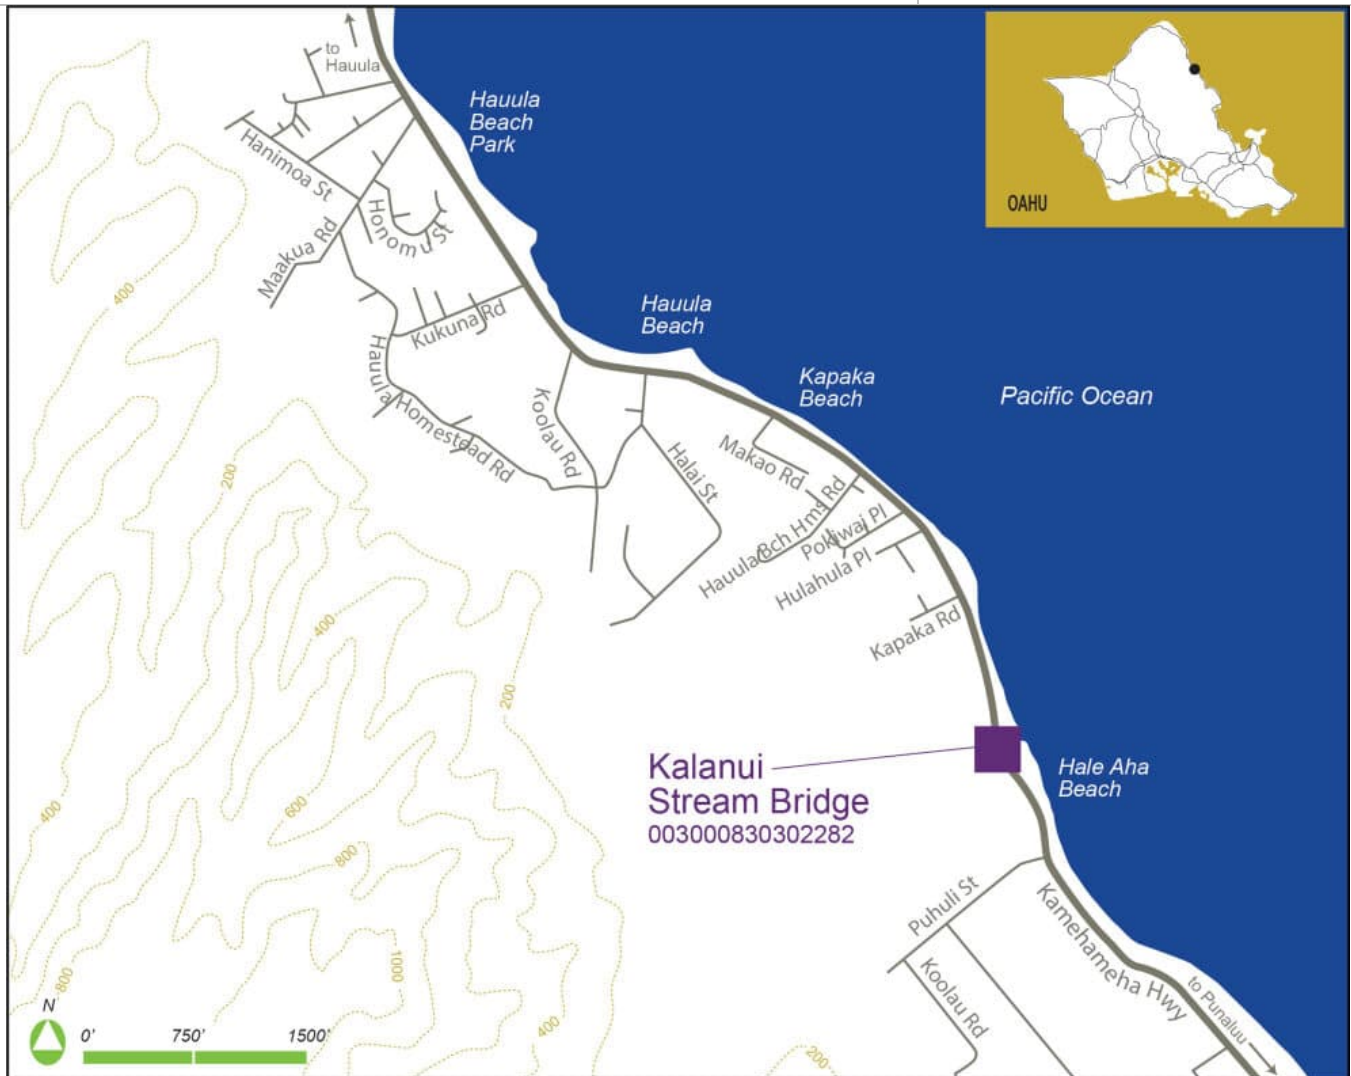 to
Hauula
Hauula
Beach
Park
OAHU
Hanimoa St
Honomu St
Maakua Rd
400
Hauula
Beach
Kukuna Rd
Kapaka
Beach
Pacific Ocean
Hauula Homestead Rd
Koolau Rd
Halai St
Makao Rd
200
Hauula Bch Hms Rd
Pokiwai Pl
Hulahula Pl
400
Kapaka Rd
200
Kalanui
Stream Bridge
003000830302282
Hale Aha
Beach
400
600
800
Puhuli St
Kamehameha Hwy
Koolau Rd
to Punaluu
800
1000
400
200
N
0' 750' 1500'